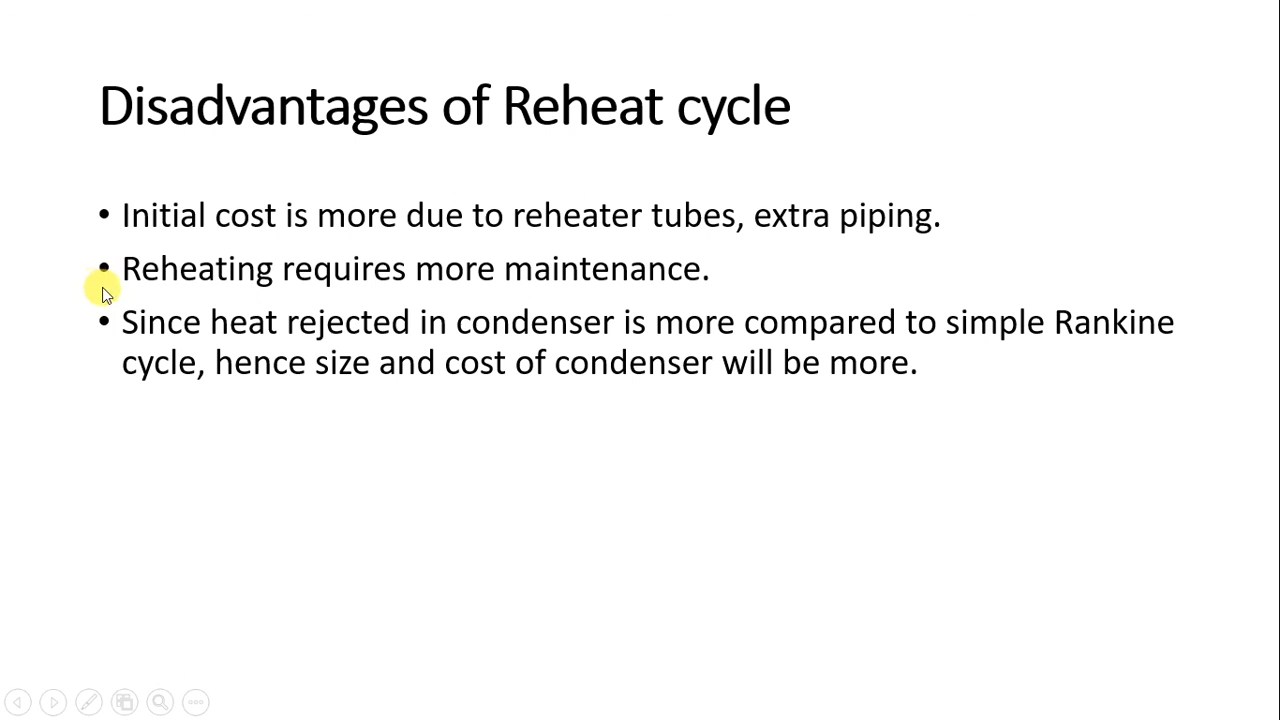 Disadvantages of Reheat cycle
• Initial cost is more due to reheater tubes, extra piping.
• Reheating requires more maintenance.
• Since heat rejected in condenser is more compared to simple Rankine
cycle, hence size and cost of condenser will be more.